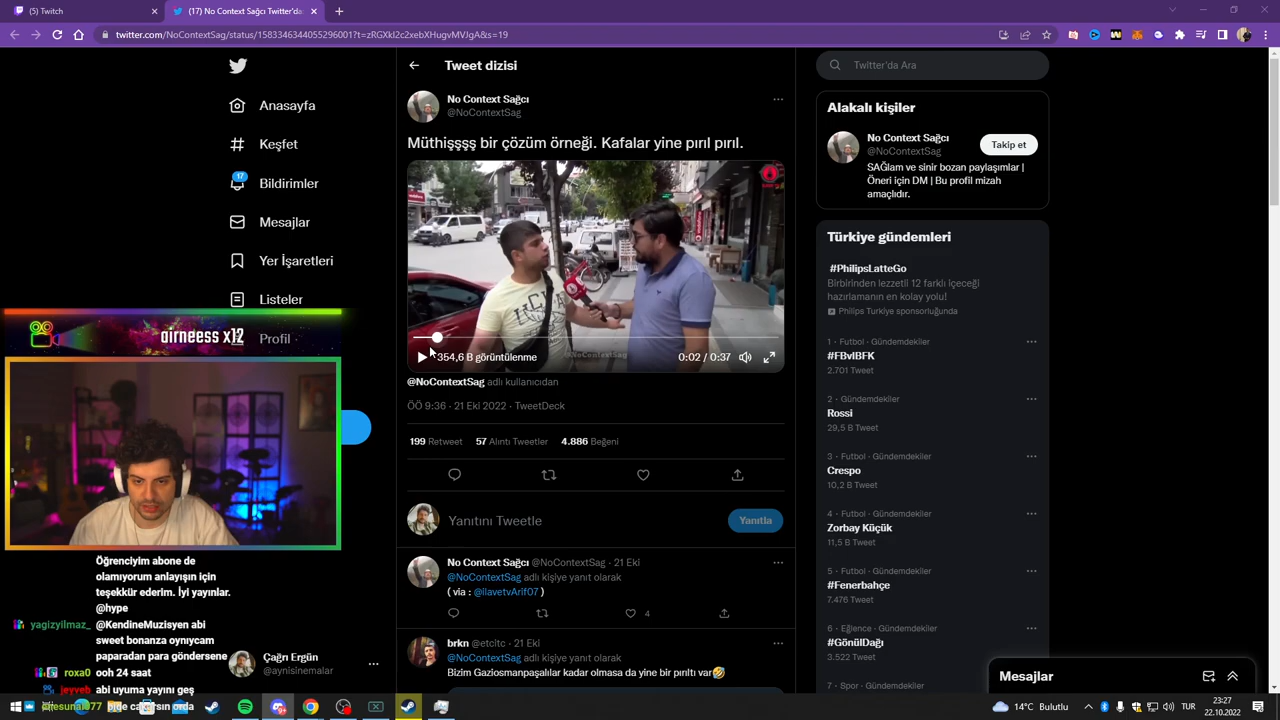 (5) Twitch
(17) No Context Sağcı Twitter'da
twitter.com/NoContextSag/status/1583346344055296001?t=zRGXkI2c2xebXHugvMVJgA&s=19
Anasayfa
Keşfet
17
Bildirimler
Mesajlar
Yer İşaretleri
Listeler
Profil
airneess x12
Öğrenciyim abone de
olamıyorum anlayışın için
teşekkür ederim. İyi yayınlar.
@hype
@KendineMuzisyen abi
sweet bonanza oynıycam
paparadan para göndersene
yagizyilmaz_
roxa0 ooh 24 saat
jeyyeb abi uyuma yayını geş
Çağrı Ergün
@aynisinemalar
Tweet dizisi
No Context Sağcı
@NoContextSag
Müthişşşş bir çözüm örneği. Kafalar yine pırıl pırıl.
354,6 B görüntülenme
@NoContextSag
0:02 / 0:37
@NoContextSag adlı kullanıcıdan
ÖÖ 9:36 · 21 Eki 2022 · TweetDeck
199 Retweet 57 Alıntı Tweetler 4.886 Beğeni
Yanıtını Tweetle
Yanıtla
No Context Sağcı @NoContextSag · 21 Eki
@NoContextSag adlı kişiye yanıt olarak
( via : @ilavetvArif07 )
4
brkn @etcitc · 21 Eki
@NoContextSag adlı kişiye yanıt olarak
Bizim Gaziosmanpaşalılar kadar olmasa da yine bir pırıltı var🤣
Twitter'da Ara
Alakalı kişiler
No Context Sağcı
@NoContextSag
Takip et
SAĞlam ve sinir bozan paylaşımlar |
Öneri için DM | Bu profil mizah
amaçlıdır.
Türkiye gündemleri
#PhilipsLatteGo
Birbirinden lezzetli 12 farklı içeceği
hazırlamanın en kolay yolu!
Philips Turkiye sponsorluğunda
1 · Futbol · Gündemdekiler
#FBvIBFK
2.701 Tweet
2 · Gündemdekiler
Rossi
29,5 B Tweet
3 · Futbol · Gündemdekiler
Crespo
10,2 B Tweet
4 · Futbol · Gündemdekiler
Zorbay Küçük
11,5 B Tweet
5 · Futbol · Gündemdekiler
#Fenerbahçe
7.476 Tweet
6 · Eğlence · Gündemdekiler
#GönülDağı
3.522 Tweet
7 · Spor · Gündemdekiler
Mesajlar
14°C Bulutlu
TUR
23:27
22.10.2022